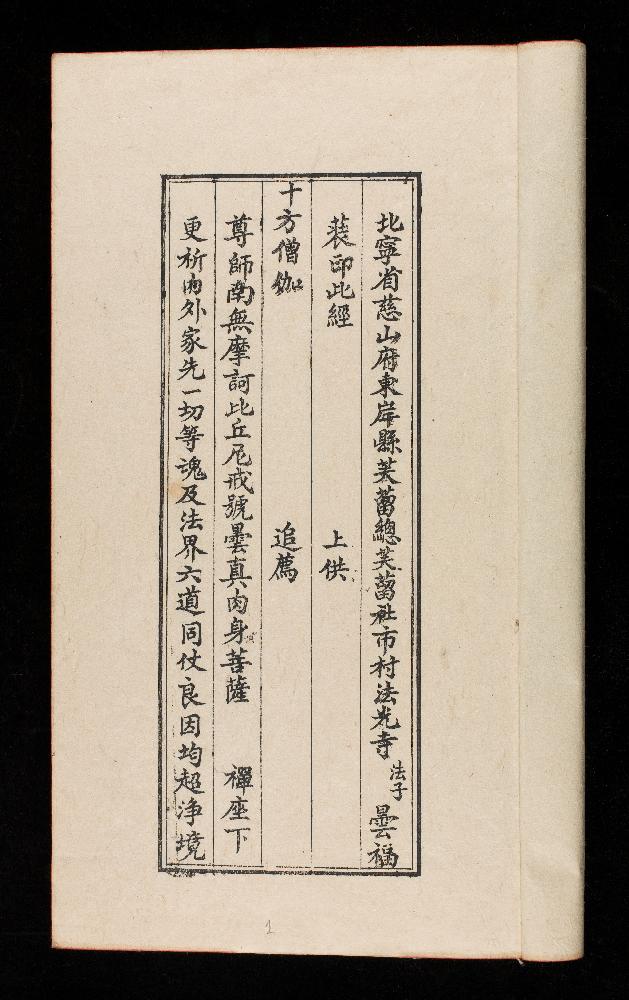 北寧省慈山府東岸縣芙蕾總芙蕾社市村法光寺法子曇福
裝印此經 上供
十方僧伽 追薦
尊師南無摩訶比丘尼戒號曇真肉身菩薩 禪座下
更祈內外家先一切等魂及法界六道同仗良因均超淨境
1